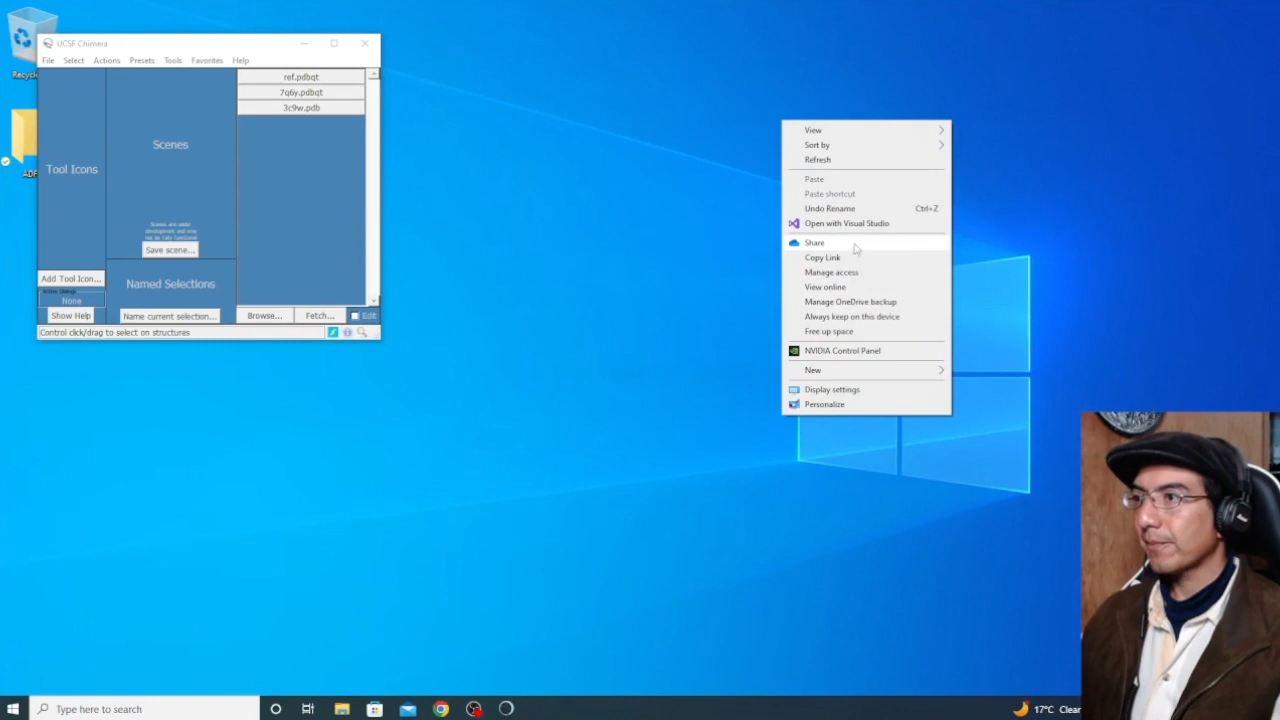 Recycle
ADF
UCSF Chimera
File Select Actions Presets Tools Favorites Help
Tool Icons
Add Tool Icon...
Active Dialogs
None
Show Help
Scenes
Scenes are under
development and may
not be fully functional
Save scene...
Named Selections
Name current selection...
ref.pdbqt
7q6y.pdbqt
3c9w.pdb
Browse...
Fetch...
Edit
Control click/drag to select on structures
View
Sort by
Refresh
Paste
Paste shortcut
Undo Rename Ctrl+Z
Open with Visual Studio
Share
Copy Link
Manage access
View online
Manage OneDrive backup
Always keep on this device
Free up space
NVIDIA Control Panel
New
Display settings
Personalize
Type here to search
17°C Clear